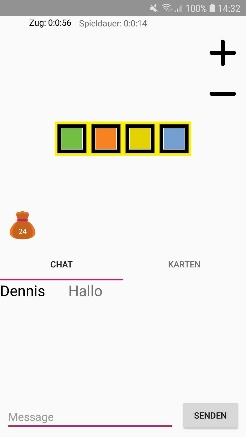 100% 14:32
Zug: 0:0:56 Spieldauer: 0:0:14
24
CHAT KARTEN
Dennis Hallo
Message
SENDEN